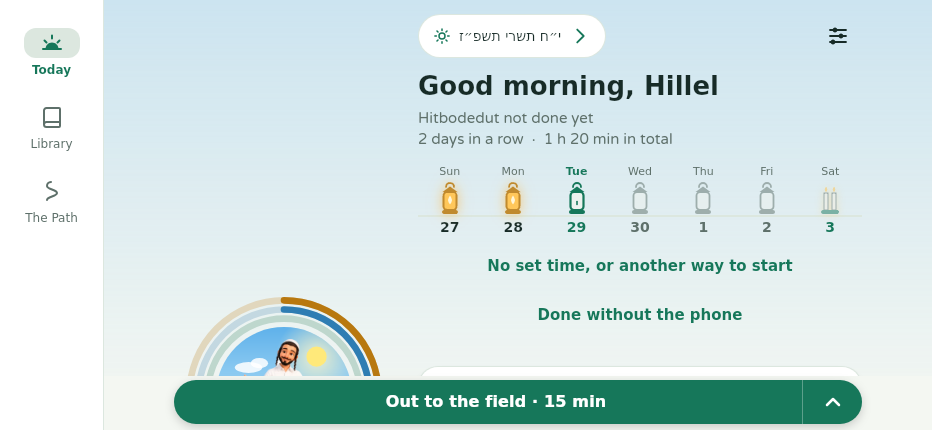 Today
Library
The Path
י״ח תשרי תשפ״ז
Good morning, Hillel
Hitbodedut not done yet
2 days in a row · 1 h 20 min in total
Sun Mon Tue Wed Thu Fri Sat
27 28 29 30 1 2 3
No set time, or another way to start
Done without the phone
Out to the field · 15 min